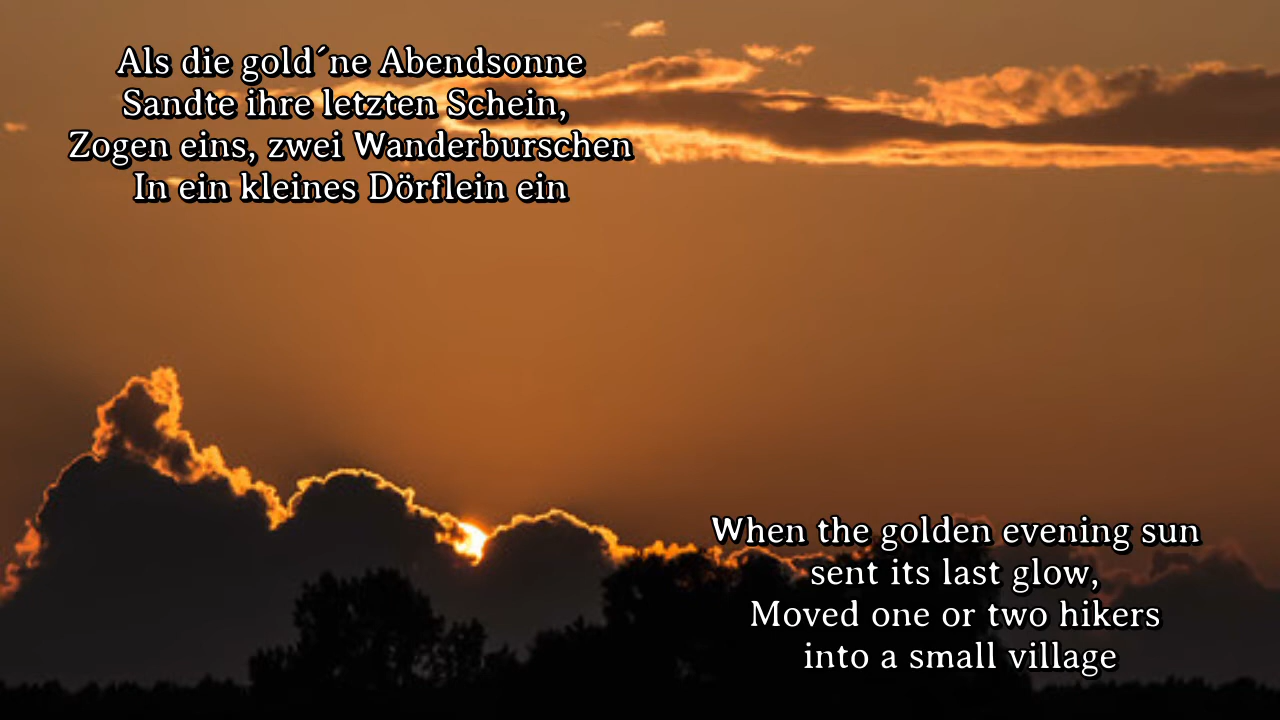 Als die gold´ne Abendsonne
Sandte ihre letzten Schein,
Zogen eins, zwei Wanderburschen
In ein kleines Dörflein ein
When the golden evening sun
sent its last glow,
Moved one or two hikers
into a small village